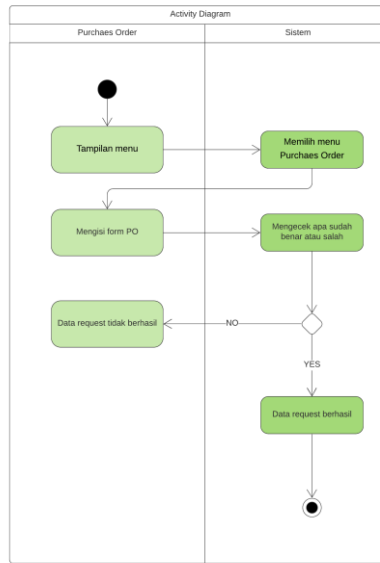 Activity Diagram
Purchaes Order
Sistem
Tampilan menu
Memilih menu
Purchaes Order
Mengisi form PO
Mengecek apa sudah
benar atau salah
Data request tidak berhasil
NO
YES
Data request berhasil